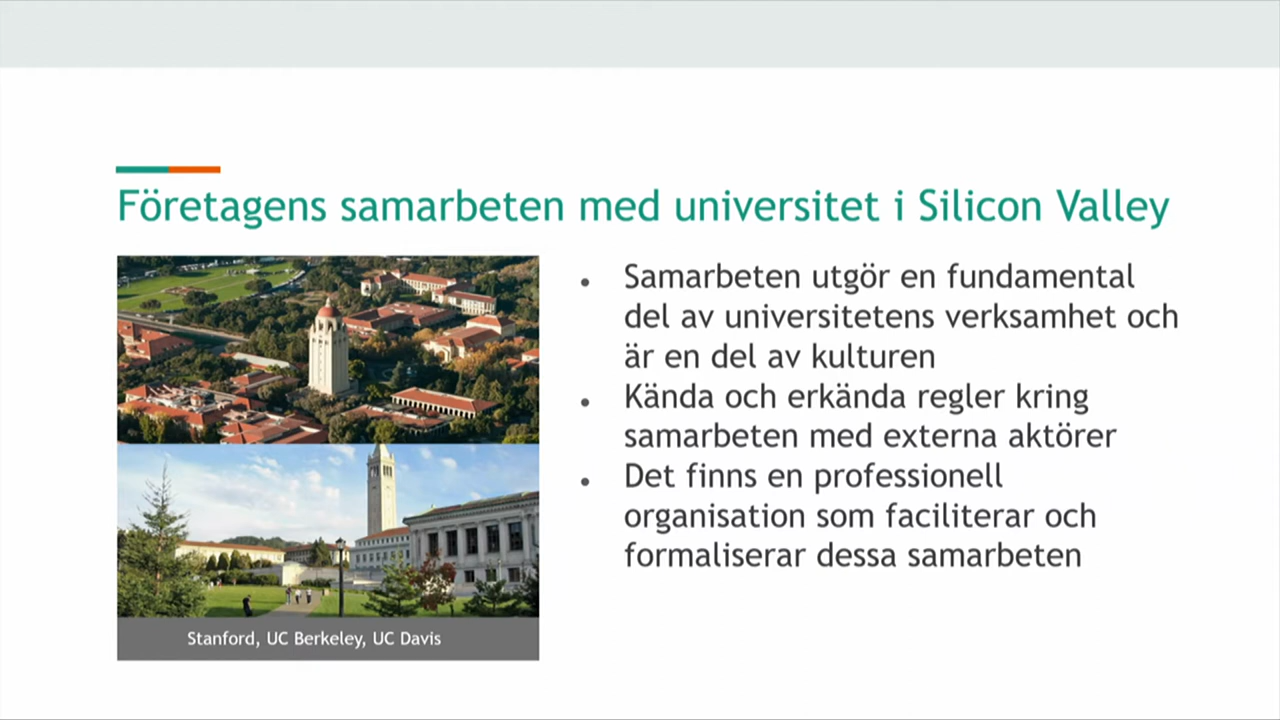 Företagens samarbeten med universitet i Silicon Valley
• Samarbeten utgör en fundamental
del av universitetens verksamhet och
är en del av kulturen
• Kända och erkända regler kring
samarbeten med externa aktörer
• Det finns en professionell
organisation som faciliterar och
formaliserar dessa samarbeten
Stanford, UC Berkeley, UC Davis